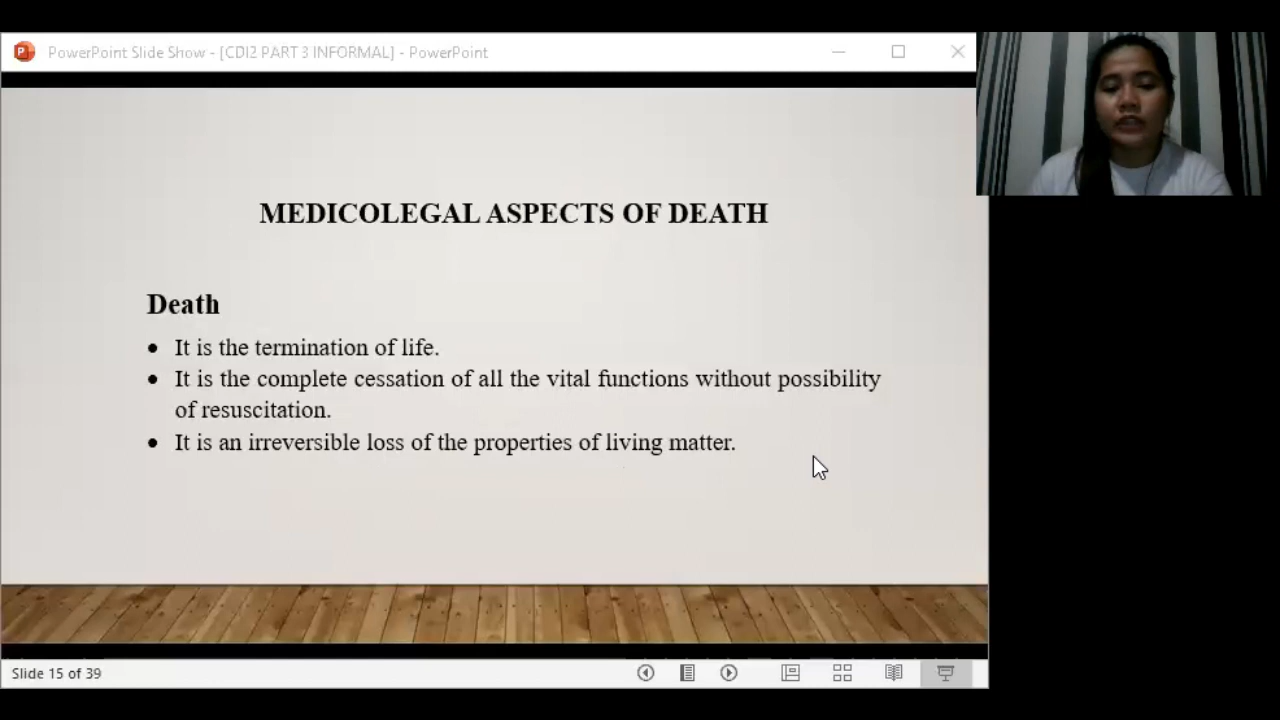 PowerPoint Slide Show - [CDI2 PART 3 INFORMAL] - PowerPoint
MEDICOLEGAL ASPECTS OF DEATH
Death
• It is the termination of life.
• It is the complete cessation of all the vital functions without possibility
of resuscitation.
• It is an irreversible loss of the properties of living matter.
Slide 15 of 39